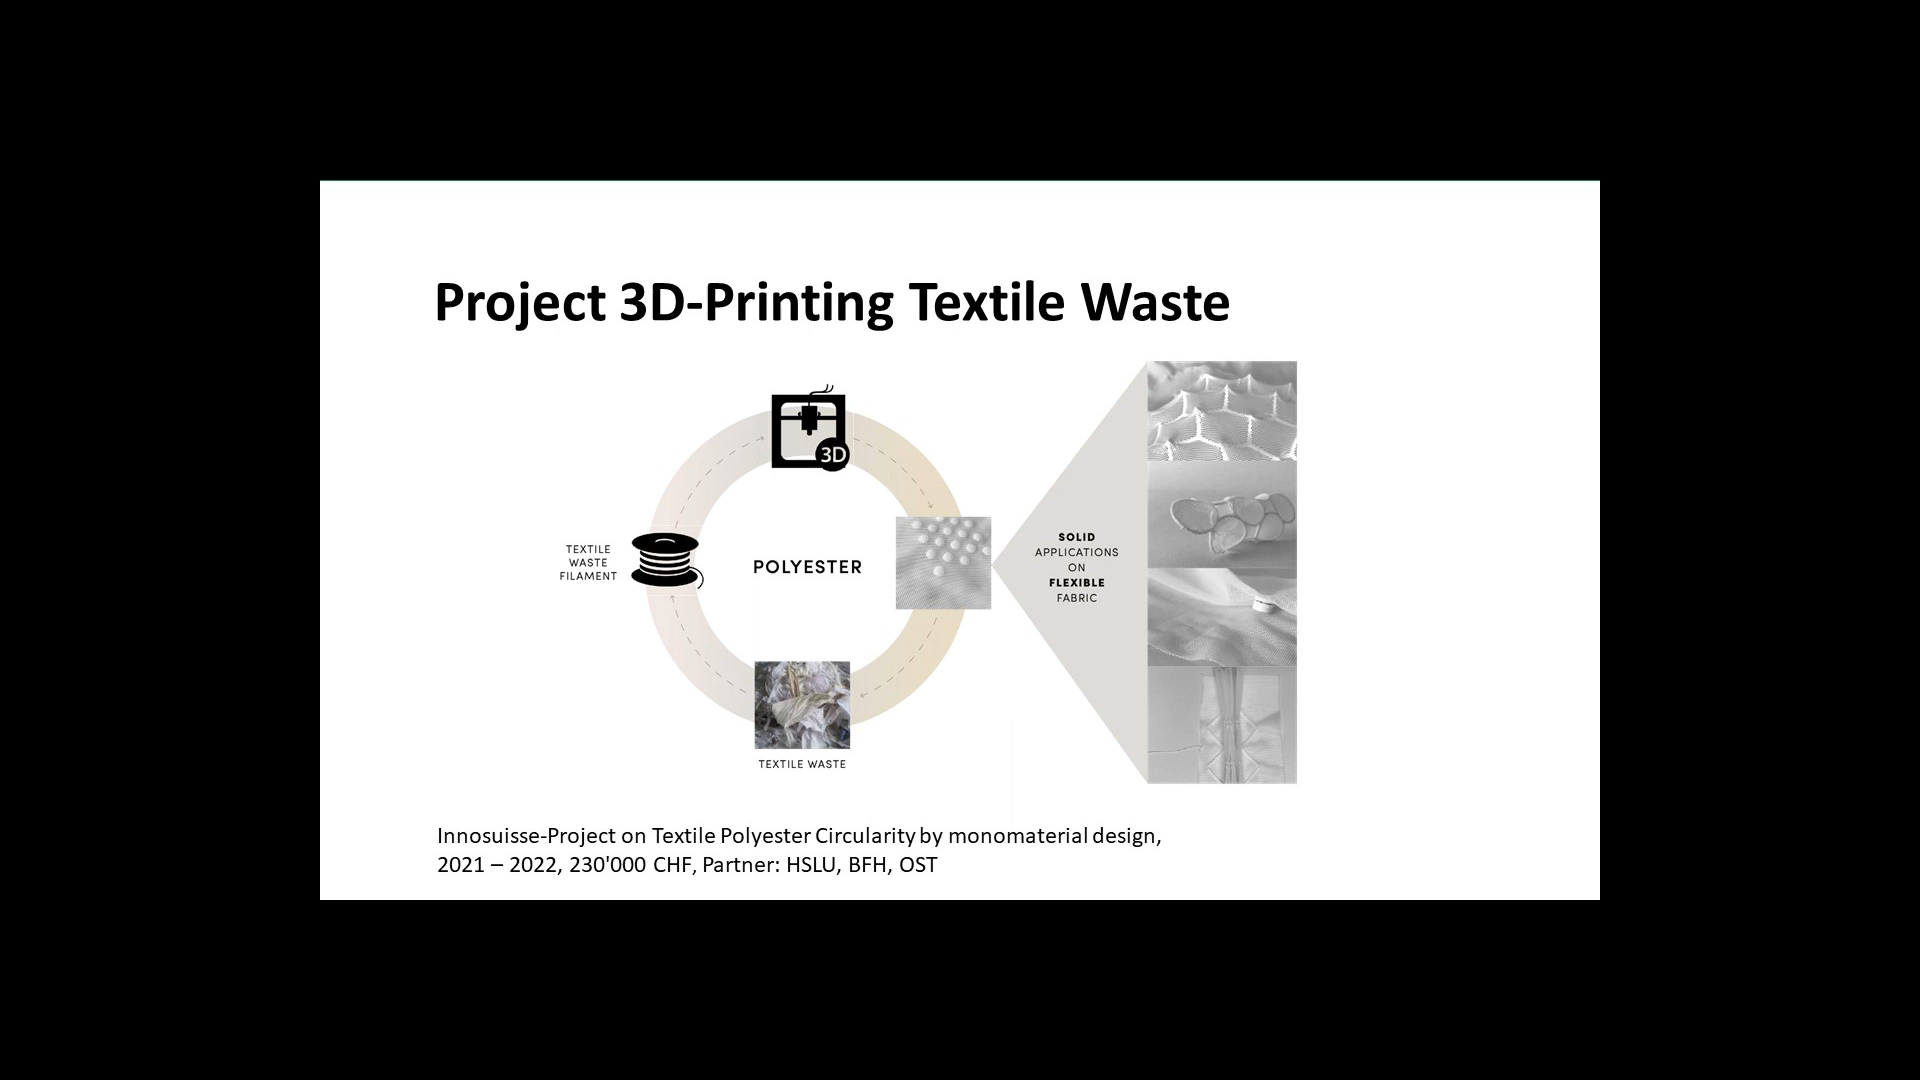 Project 3D-Printing Textile Waste
3D
TEXTILE
WASTE
FILAMENT
POLYESTER
SOLID
APPLICATIONS
ON
FLEXIBLE
FABRIC
TEXTILE WASTE
Innosuisse-Project on Textile Polyester Circularity by monomaterial design,
2021 – 2022, 230'000 CHF, Partner: HSLU, BFH, OST